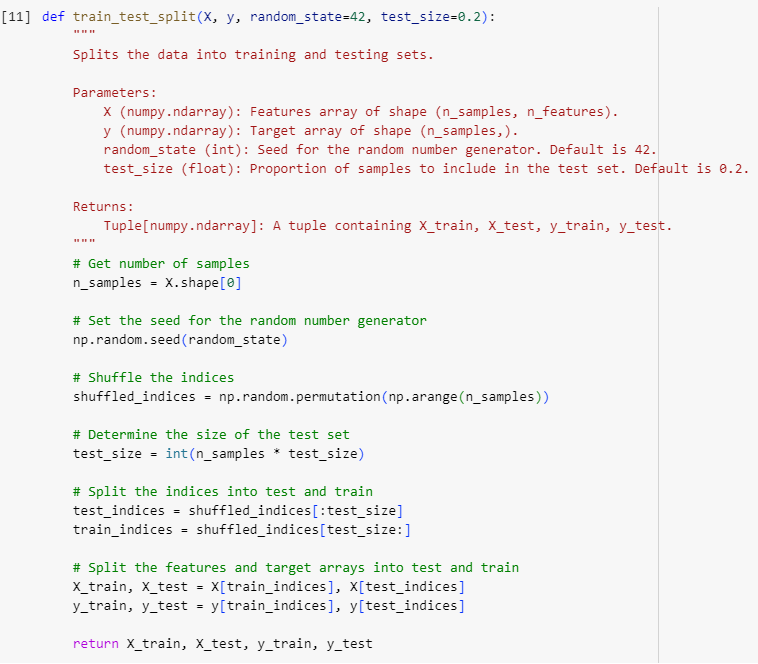 [11] def train_test_split(X, y, random_state=42, test_size=0.2):
"""
Splits the data into training and testing sets.
Parameters:
X (numpy.ndarray): Features array of shape (n_samples, n_features).
y (numpy.ndarray): Target array of shape (n_samples,).
random_state (int): Seed for the random number generator. Default is 42.
test_size (float): Proportion of samples to include in the test set. Default is 0.2.
Returns:
Tuple[numpy.ndarray]: A tuple containing X_train, X_test, y_train, y_test.
"""
# Get number of samples
n_samples = X.shape[0]
# Set the seed for the random number generator
np.random.seed(random_state)
# Shuffle the indices
shuffled_indices = np.random.permutation(np.arange(n_samples))
# Determine the size of the test set
test_size = int(n_samples * test_size)
# Split the indices into test and train
test_indices = shuffled_indices[:test_size]
train_indices = shuffled_indices[test_size:]
# Split the features and target arrays into test and train
X_train, X_test = X[train_indices], X[test_indices]
y_train, y_test = y[train_indices], y[test_indices]
return X_train, X_test, y_train, y_test